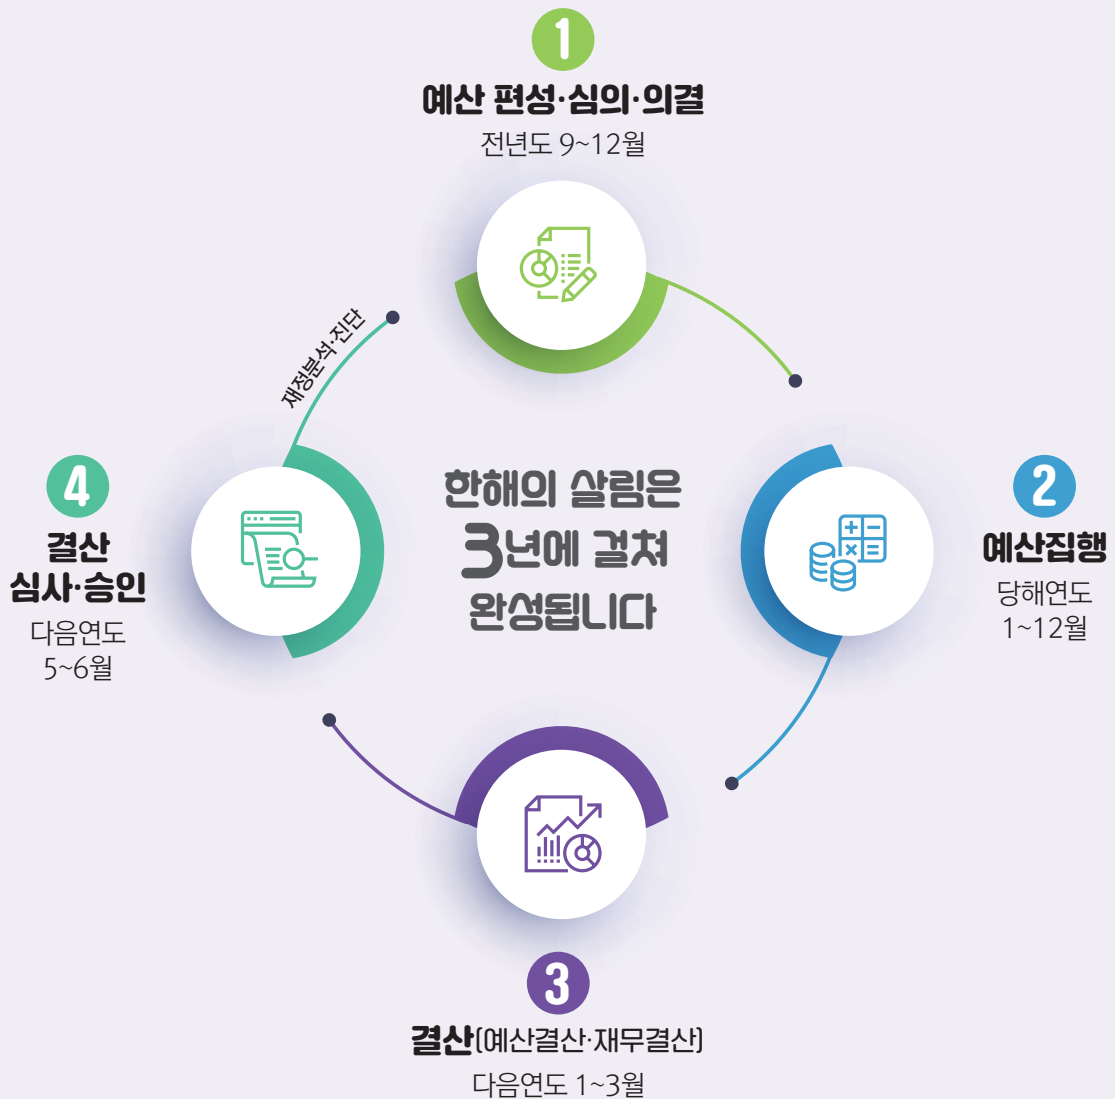 1
예산 편성·심의·의결
전년도 9~12월
재정분석·진단
한해의 살림은
3년에 걸쳐
완성됩니다
2
예산집행
당해연도
1~12월
3
결산(예산결산·재무결산)
다음연도 1~3월
4
결산
심사·승인
다음연도
5~6월